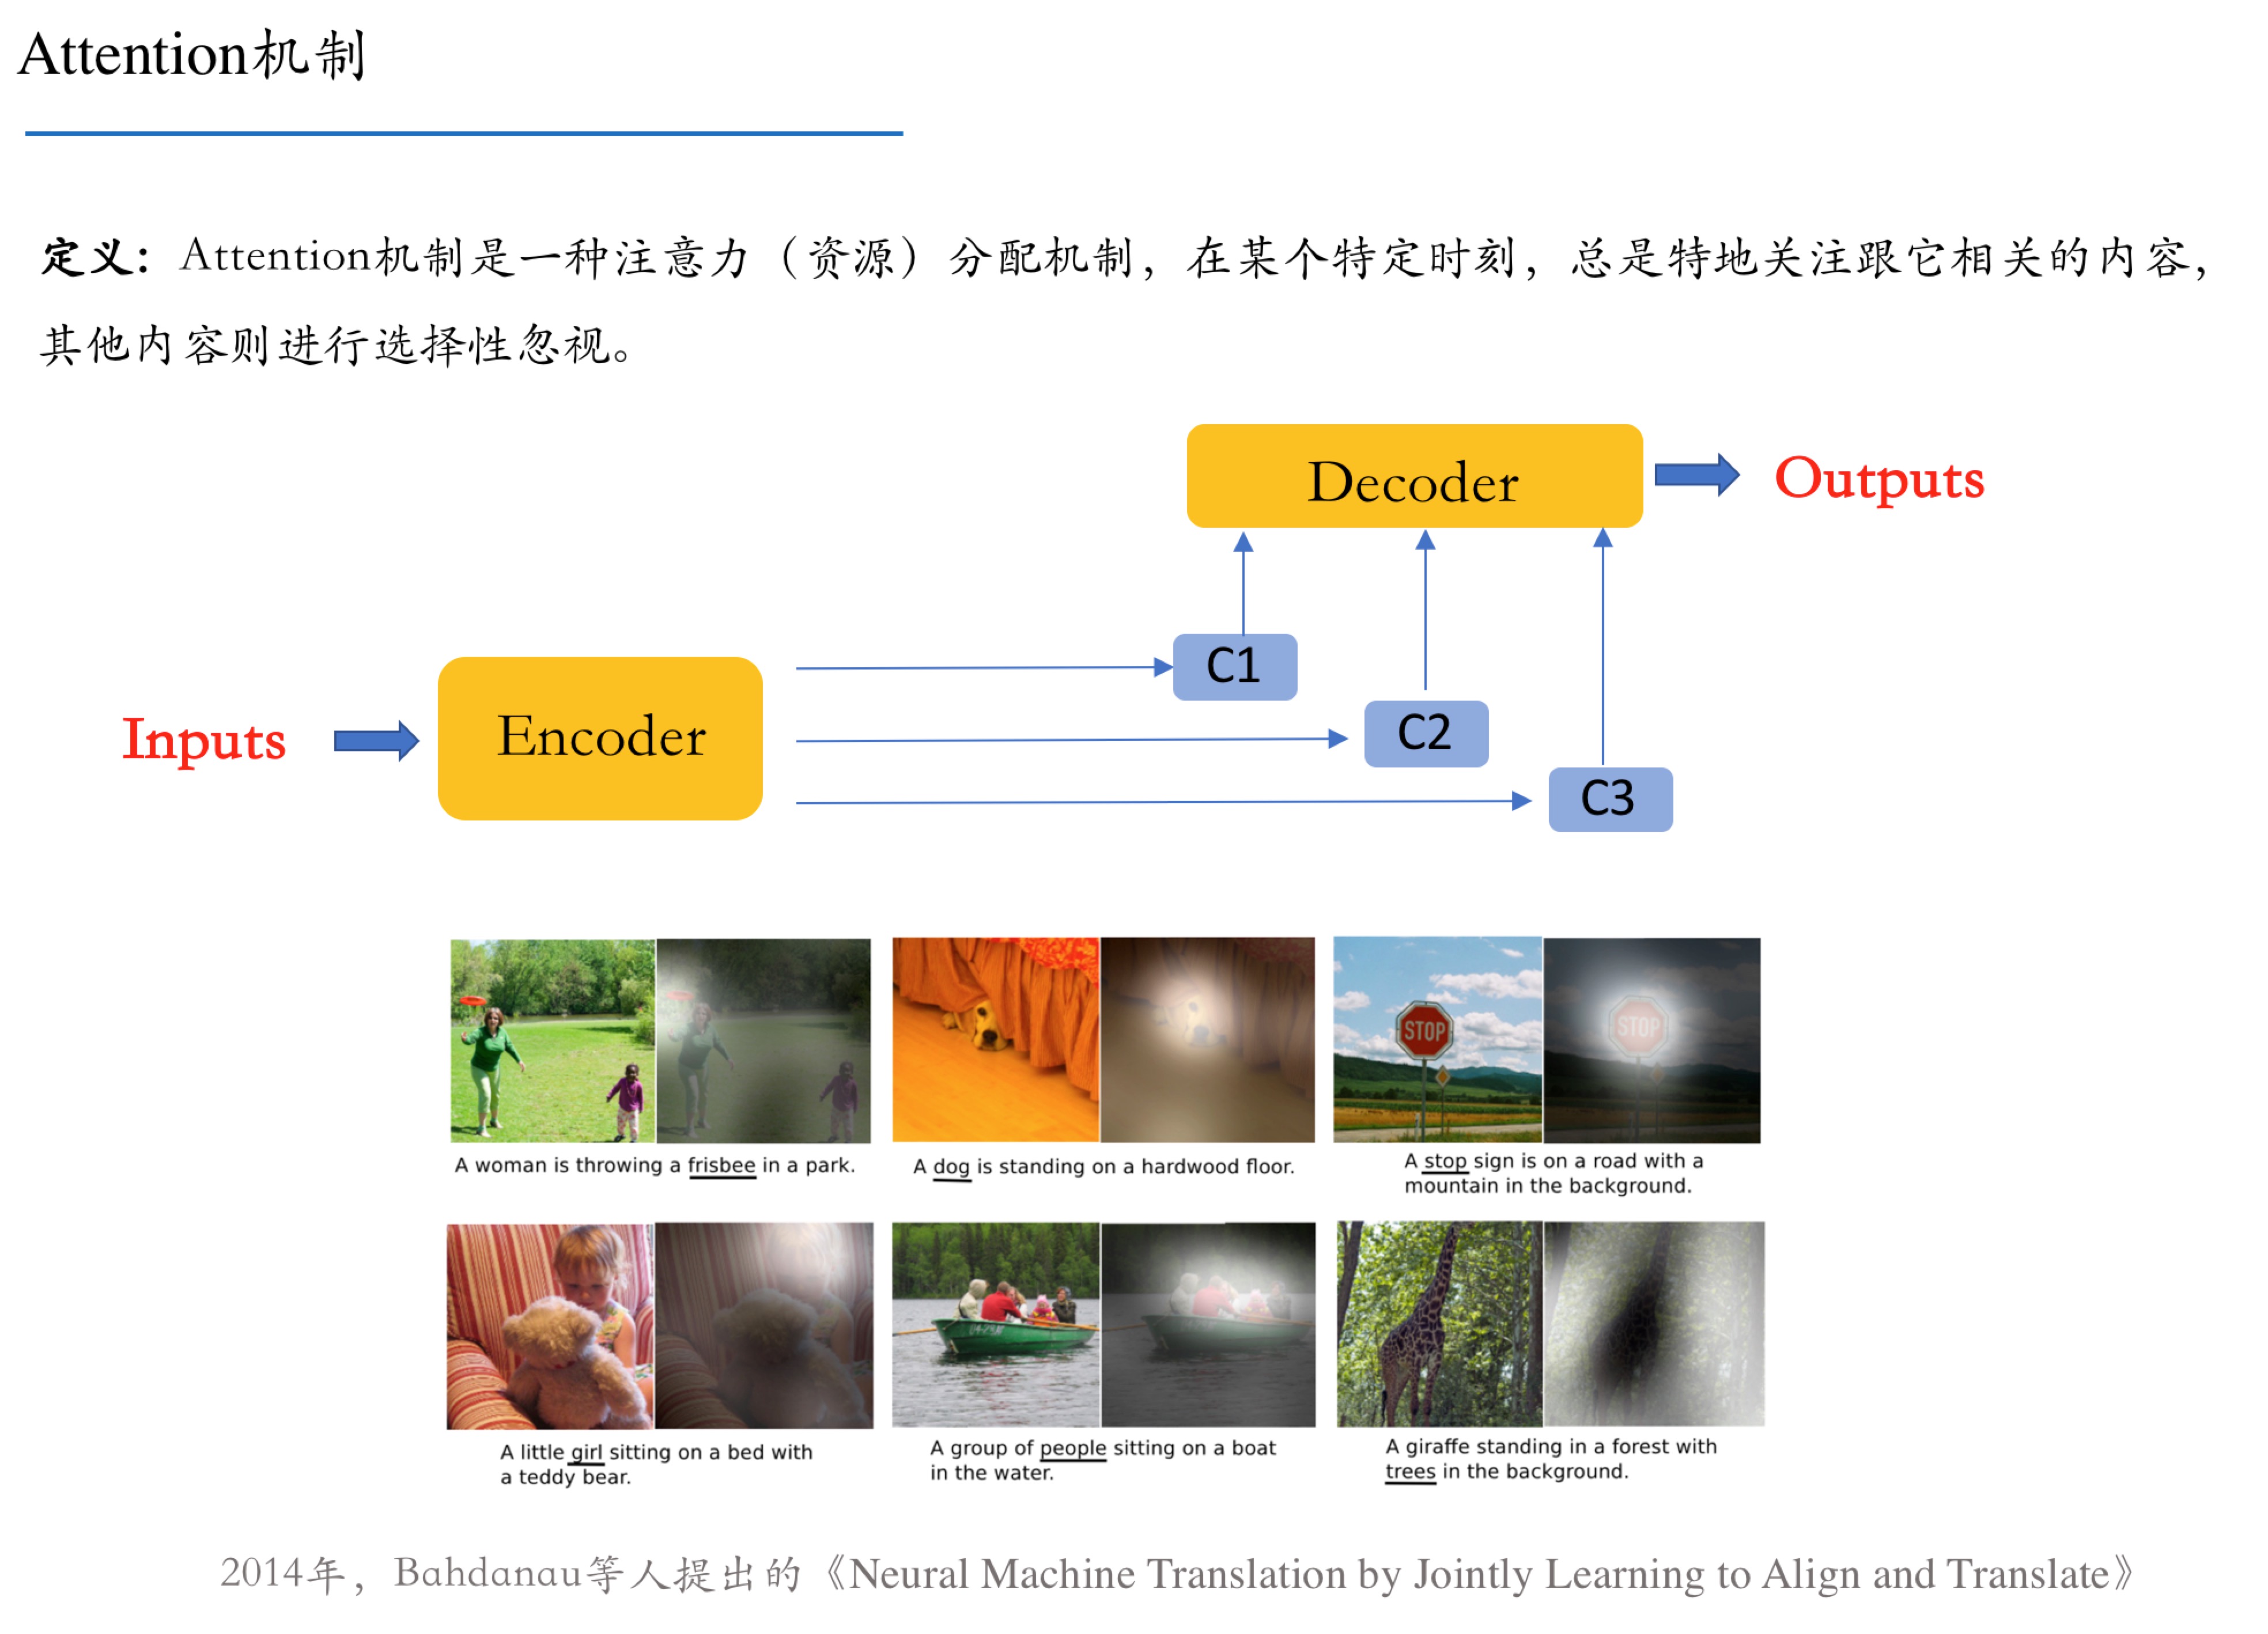 Attention机制
定义：Attention机制是一种注意力（资源）分配机制，在某个特定时刻，总是特地关注跟它相关的内容，
其他内容则进行选择性忽视。
Decoder
Outputs
C1
C2
C3
Inputs
Encoder
STOP
STOP
A woman is throwing a frisbee in a park.
A dog is standing on a hardwood floor.
A stop sign is on a road with a
mountain in the background.
A little girl sitting on a bed with
a teddy bear.
A group of people sitting on a boat
in the water.
A giraffe standing in a forest with
trees in the background.
2014年，Bahdanau等人提出的《Neural Machine Translation by Jointly Learning to Align and Translate》